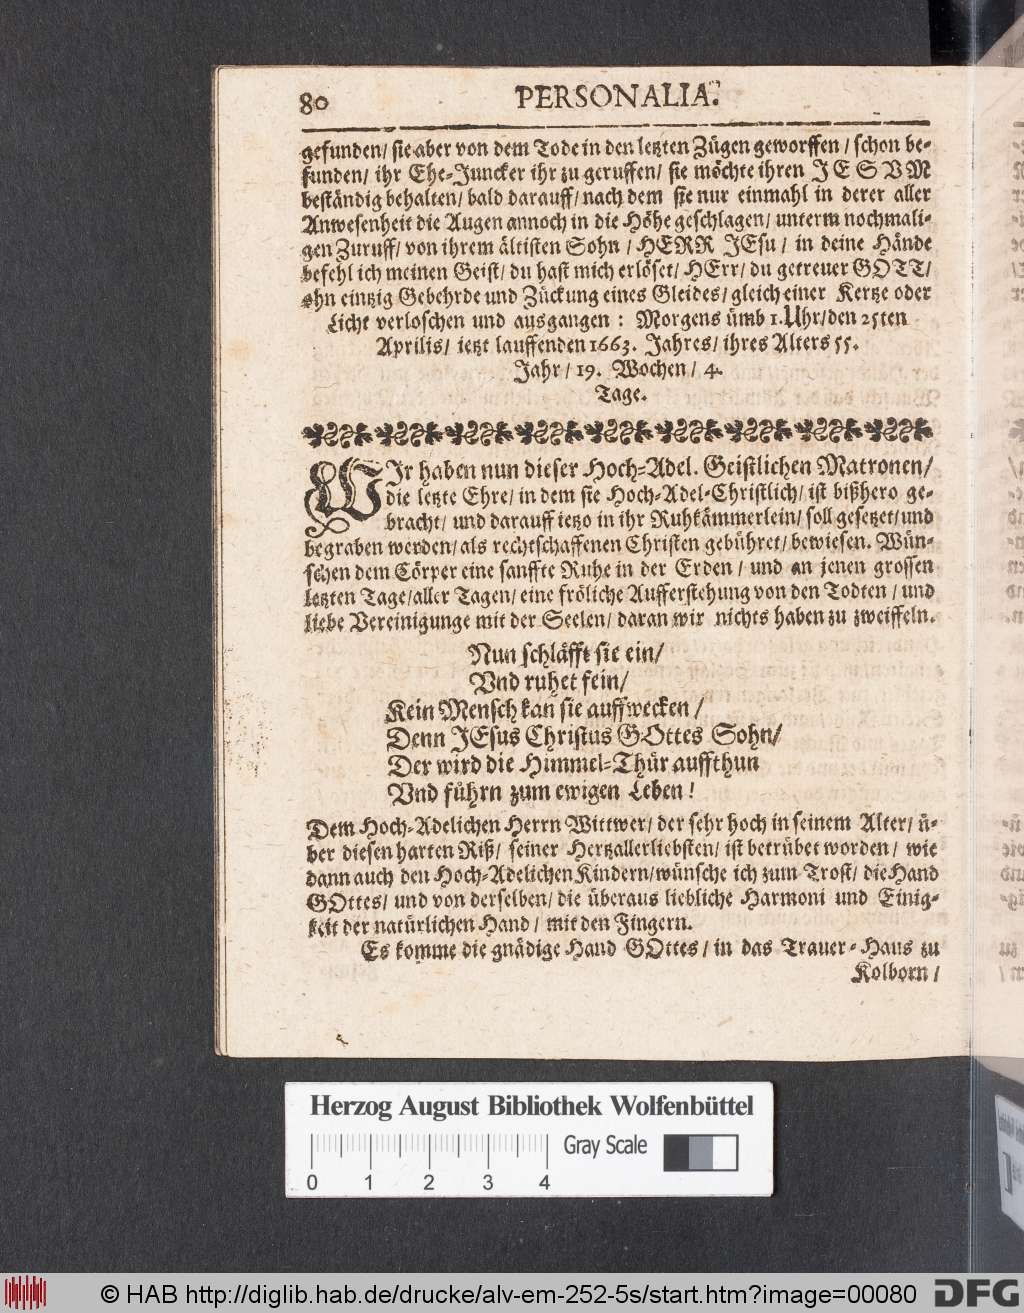 80 PERSONALIA.
gefunden/ sie aber von dem Tode in den letzten Zügen geworffen / schon be-
funden/ ihr Ehe-Juncker ihr zu geruffen/ sie möchte ihren JESVM
beständig behalten/ bald darauff/ nach dem sie nur einmahl in derer aller
Anwesenheit die Augen annoch in die Höhe geschlagen/ unterm nochmali-
gen Zuruff/ von ihrem ältisten Sohn / HERR JEsu / in deine Hände
befehl ich meinen Geist/ du hast mich erlöset/ HErr/ du getreuer GOTT/
ohn eintzig Gebehrde und Zückung eines Gleides/ gleich einer Kertze oder
Licht verloschen und ausgangen : Morgens ümb 1. Uhr/ den 25ten
Aprilis/ ietzt lauffenden 1663. Jahres/ ihres Alters 55.
Jahr / 19. Wochen / 4.
Tage.
WIr haben nun dieser Hoch-Adel. Geistlichen Matronen/
die letzte Ehre/ in dem sie Hoch-Adel-Christlich/ ist bißhero ge-
bracht/ und darauff ietzo in ihr Ruhkämmerlein/ soll gesetzet/ und
begraben werden/ als rechtschaffenen Christen gebühret/ bewiesen. Wün-
schen dem Cörper eine sanffte Ruhe in der Erden / und an jenen grossen
letzten Tage/ aller Tagen/ eine fröliche Aufferstehung von den Todten / und
liebe Vereinigunge mit der Seelen/ daran wir nichts haben zu zweiffeln.
Nun schläfft sie ein/
Vnd ruhet fein/
Kein Mensch kan sie auffwecken /
Denn JEsus Christus GOttes Sohn/
Der wird die Himmel-Thür auffthun
Vnd führn zum ewigen Leben !
Dem Hoch-Adelichen Herrn Wittwer/ der sehr hoch in seinem Alter/ ü-
ber diesen harten Riß/ seiner Hertzallerliebsten/ ist betrübet worden / wie
dann auch den Hoch-Adelichen Kindern/ wünsche ich zum Trost/ die Hand
GOttes/ und von derselben/ die überaus liebliche Harmoni und Einig-
keit der natürlichen Hand / mit den Fingern.
Es komme die gnädige Hand GOttes / in das Trauer-Haus zu
Kolborn /
Herzog August Bibliothek Wolfenbüttel
Gray Scale
0 1 2 3 4
© HAB http://diglib.hab.de/drucke/alv-em-252-5s/start.htm?image=00080 DFG